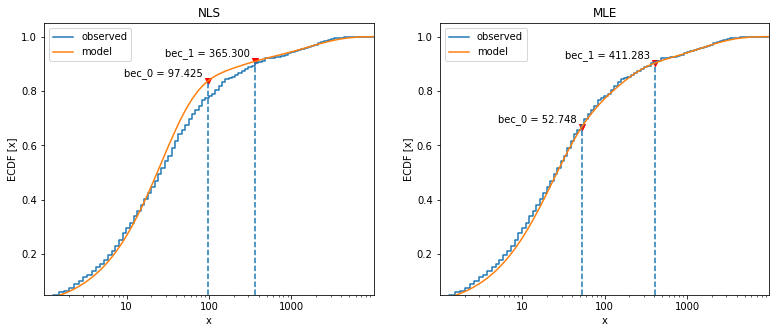 NLS
observed
model
bec_1 = 365.300
bec_0 = 97.425
ECDF [x]
1.0
0.8
0.6
0.4
0.2
10
100
1000
x
MLE
observed
model
bec_1 = 411.283
bec_0 = 52.748
ECDF [x]
1.0
0.8
0.6
0.4
0.2
10
100
1000
x